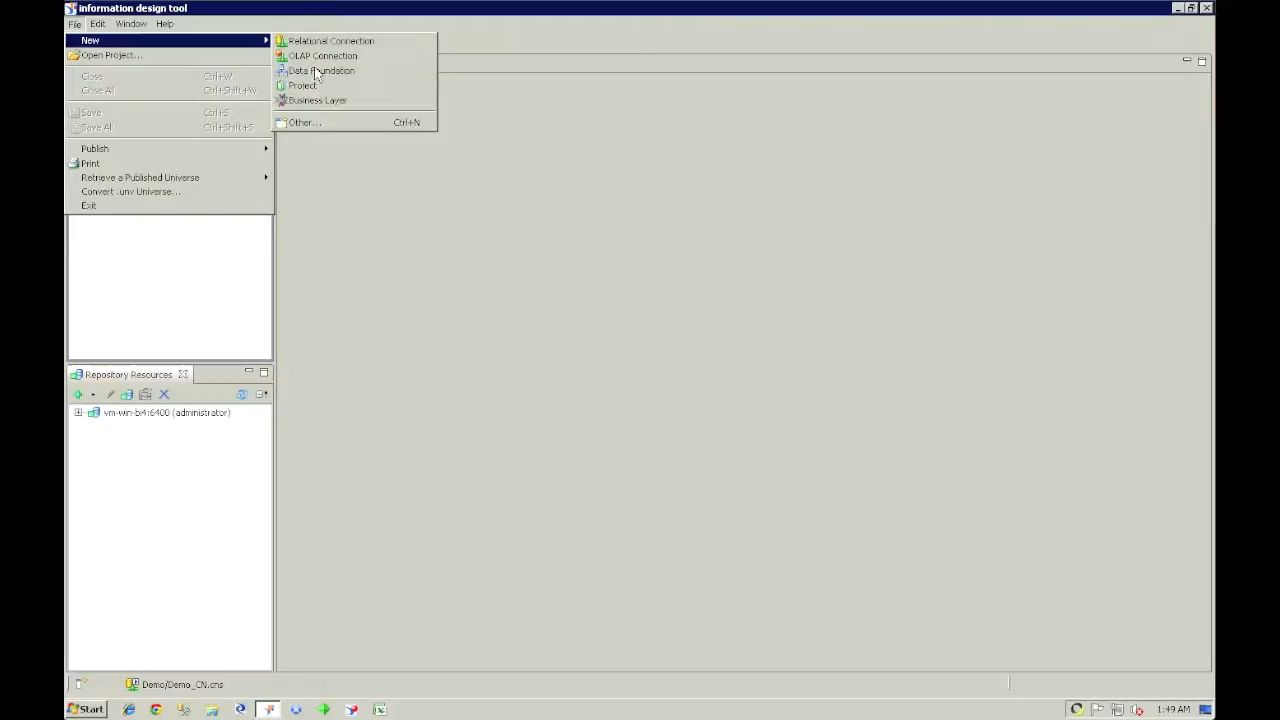 information design tool
File Edit Window Help
New
Open Project...
Close Ctrl+W
Close All Ctrl+Shift+W
Save Ctrl+S
Save All Ctrl+Shift+S
Publish
Print
Retrieve a Published Universe
Convert .unv Universe...
Exit
Relational Connection
OLAP Connection
Data Foundation
Project
Business Layer
Other... Ctrl+N
Repository Resources
vm-win-bi4:6400 (administrator)
Demo/Demo_CN.cns
Start
1:49 AM